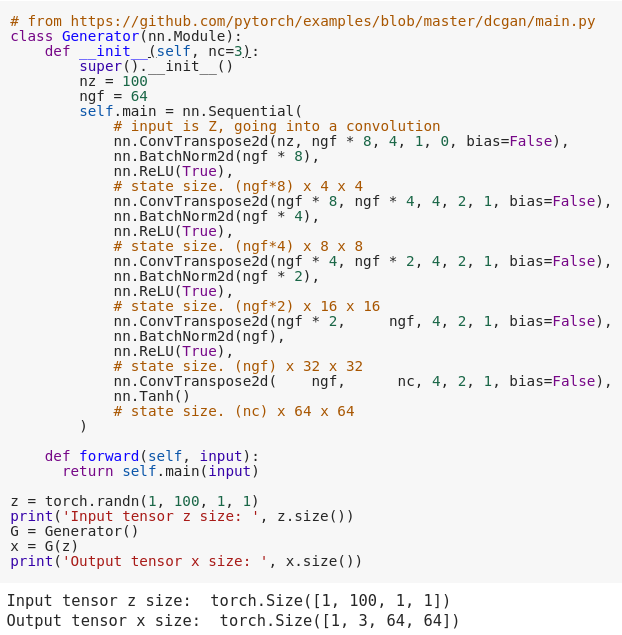 # from https://github.com/pytorch/examples/blob/master/dcgan/main.py
class Generator(nn.Module):
    def __init__(self, nc=3):
        super().__init__()
        nz = 100
        ngf = 64
        self.main = nn.Sequential(
            # input is Z, going into a convolution
            nn.ConvTranspose2d(nz, ngf * 8, 4, 1, 0, bias=False),
            nn.BatchNorm2d(ngf * 8),
            nn.ReLU(True),
            # state size. (ngf*8) x 4 x 4
            nn.ConvTranspose2d(ngf * 8, ngf * 4, 4, 2, 1, bias=False),
            nn.BatchNorm2d(ngf * 4),
            nn.ReLU(True),
            # state size. (ngf*4) x 8 x 8
            nn.ConvTranspose2d(ngf * 4, ngf * 2, 4, 2, 1, bias=False),
            nn.BatchNorm2d(ngf * 2),
            nn.ReLU(True),
            # state size. (ngf*2) x 16 x 16
            nn.ConvTranspose2d(ngf * 2,     ngf, 4, 2, 1, bias=False),
            nn.BatchNorm2d(ngf),
            nn.ReLU(True),
            # state size. (ngf) x 32 x 32
            nn.ConvTranspose2d(    ngf,      nc, 4, 2, 1, bias=False),
            nn.Tanh()
            # state size. (nc) x 64 x 64
        )
    def forward(self, input):
      return self.main(input)
z = torch.randn(1, 100, 1, 1)
print('Input tensor z size: ', z.size())
G = Generator()
x = G(z)
print('Output tensor x size: ', x.size())
Input tensor z size:  torch.Size([1, 100, 1, 1])
Output tensor x size:  torch.Size([1, 3, 64, 64])